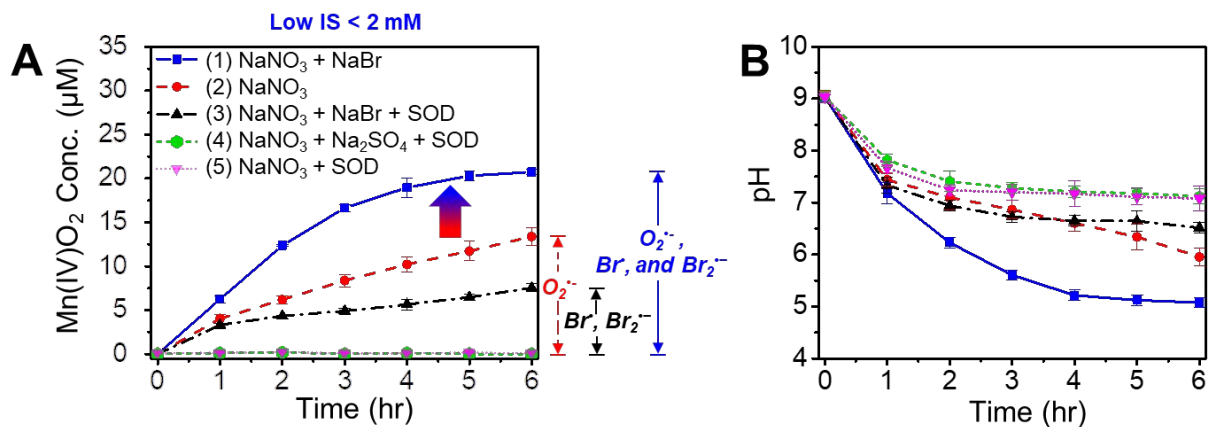 Low IS < 2 mM
A
Mn(IV)O₂ Conc. (µM)
35
30
25
20
15
10
5
0
(1) NaNO₃ + NaBr
(2) NaNO₃
(3) NaNO₃ + NaBr + SOD
(4) NaNO₃ + Na₂SO₄ + SOD
(5) NaNO₃ + SOD
0 1 2 3 4 5 6
Time (hr)
O₂•⁻
Br•, Br₂•⁻
O₂•⁻,
Br•, and Br₂•⁻
B
pH
10
9
8
7
6
5
4
0 1 2 3 4 5 6
Time (hr)